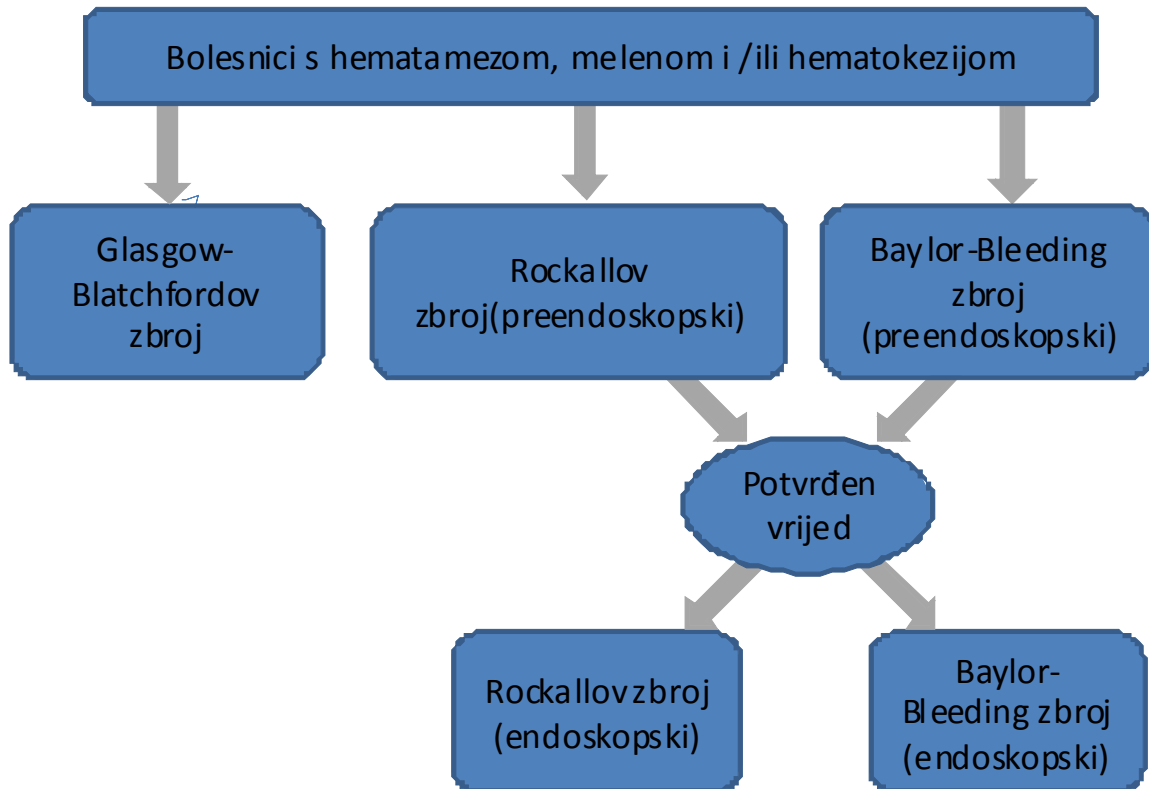 Bolesnici s hematamezom, melenom i /ili hematokezijom
Glasgow-
Blatchfordov
zbroj
Rockallov
zbroj(preendoskopski)
Baylor-Bleeding
zbroj
(preendoskopski)
Potvrđen
vrijed
Rockallov zbroj
(endoskopski)
Baylor-
Bleeding zbroj
(endoskopski)